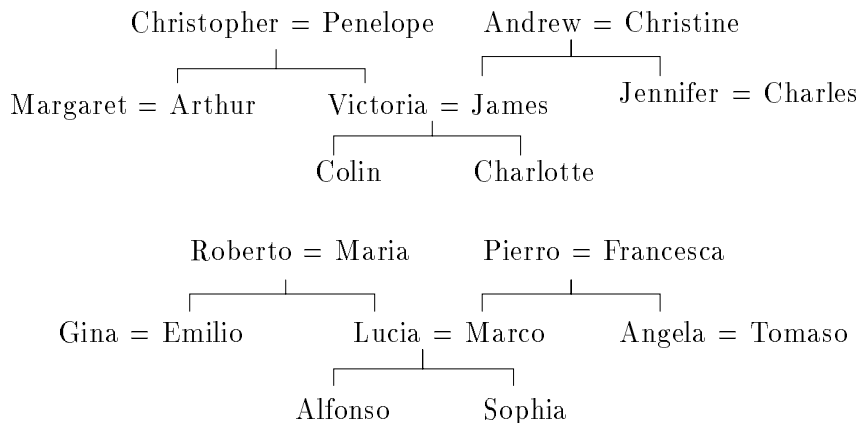 Christopher = Penelope Andrew = Christine
Margaret = Arthur Victoria = James Jennifer = Charles
Colin Charlotte
Roberto = Maria Pierro = Francesca
Gina = Emilio Lucia = Marco Angela = Tomaso
Alfonso Sophia